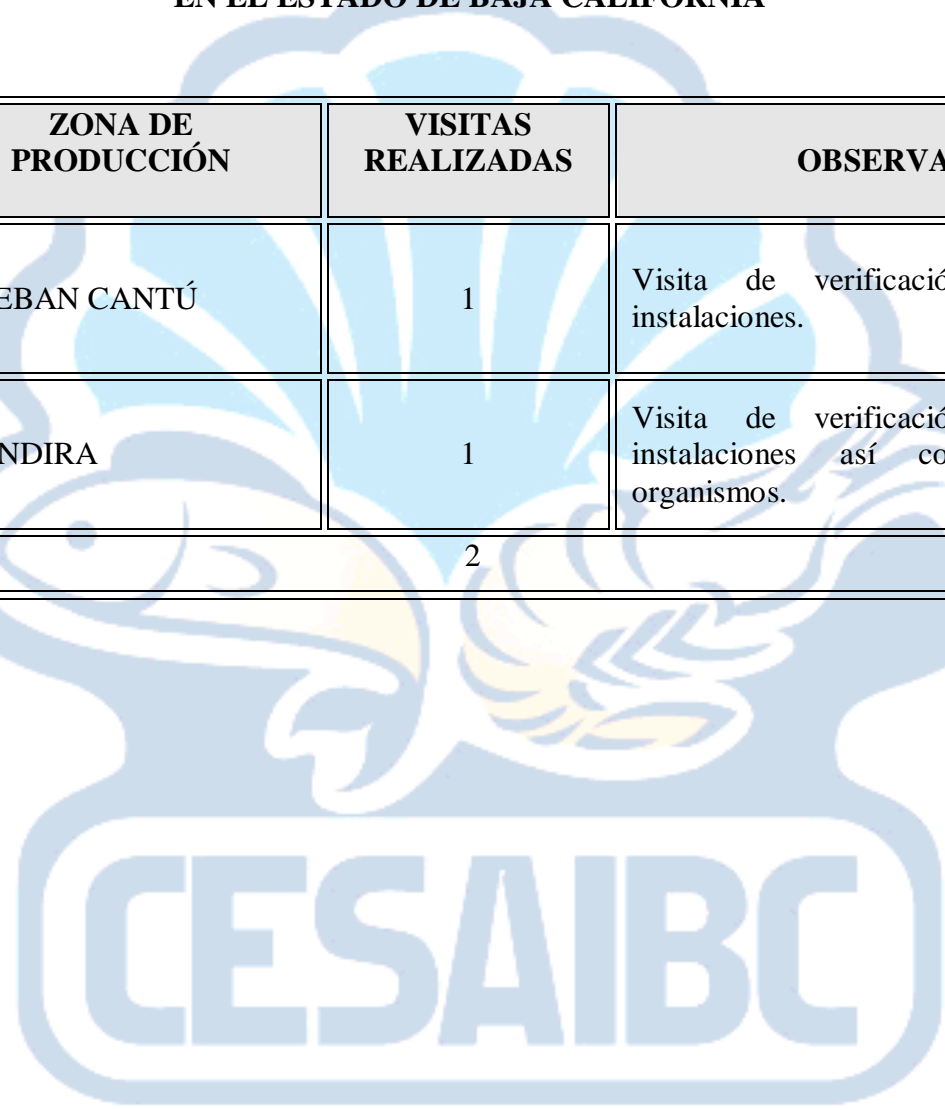 EN EL ESTADO DE BAJA CALIFORNIA
ZONA DE
PRODUCCIÓN
VISITAS
REALIZADAS
OBSERVA
EBAN CANTÚ
1
Visita de verificació
instalaciones.
NDIRA
1
Visita de verificació
instalaciones así co
organismos.
2
CESAIBC